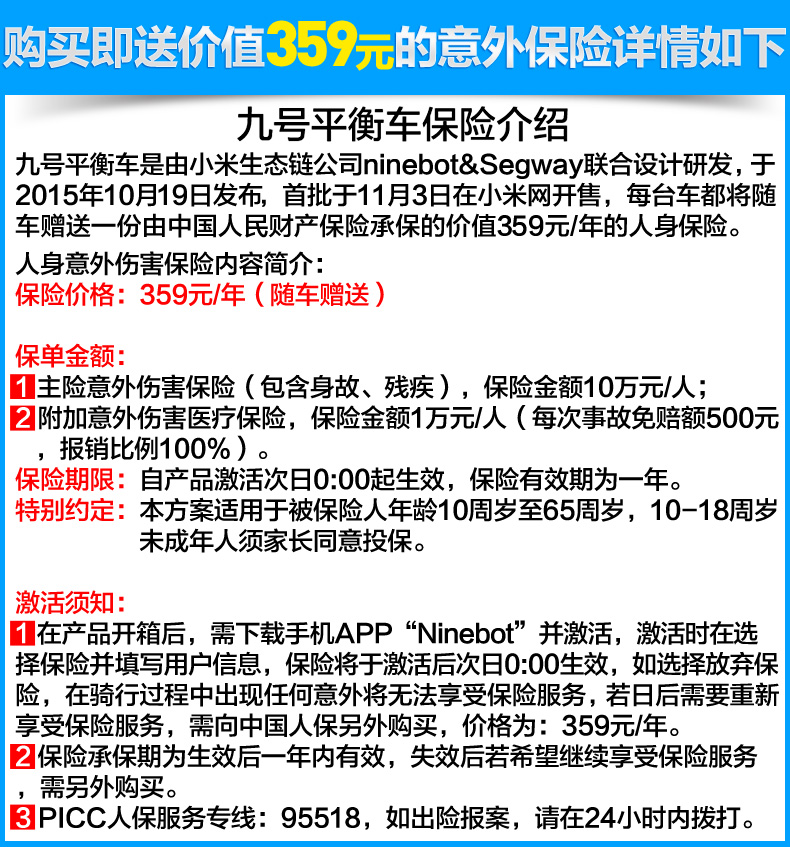 购买即送价值359元的意外保险详情如下
九号平衡车保险介绍
九号平衡车是由小米生态链公司ninebot&Segway联合设计研发，于
2015年10月19日发布，首批于11月3日在小米网开售，每台车都将随
车赠送一份由中国人民财产保险承保的价值359元/年的人身保险。
人身意外伤害保险内容简介：
保险价格：359元/年（随车赠送）
保单金额：
1主险意外伤害保险（包含身故、残疾），保险金额10万元/人；
2附加意外伤害医疗保险，保险金额1万元/人（每次事故免赔额500元
，报销比例100%）。
保险期限：自产品激活次日0:00起生效，保险有效期为一年。
特别约定：本方案适用于被保险人年龄10周岁至65周岁，10-18周岁
未成年人须家长同意投保。
激活须知：
1在产品开箱后，需下载手机APP“Ninebot”并激活，激活时在选
择保险并填写用户信息，保险将于激活后次日0:00生效，如选择放弃保
险，在骑行过程中出现任何意外将无法享受保险服务，若日后需要重新
享受保险服务，需向中国人保另外购买，价格为：359元/年。
2保险承保期为生效后一年内有效，失效后若希望继续享受保险服务
，需另外购买。
3PICC人保服务专线：95518，如出险报案，请在24小时内拨打。